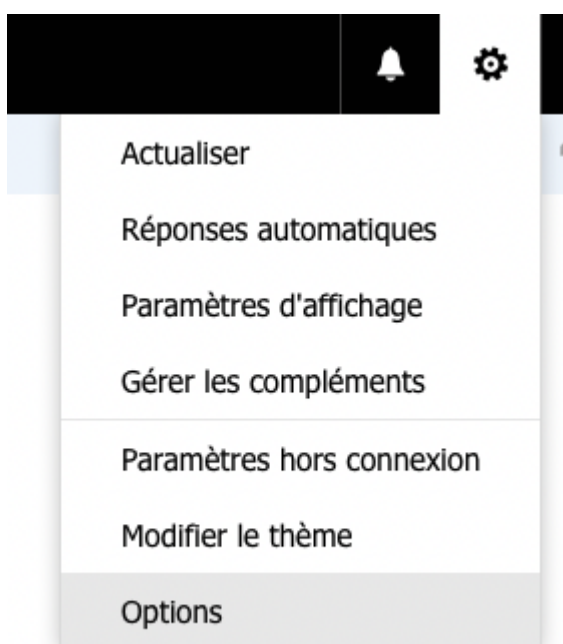 Actualiser
Réponses automatiques
Paramètres d'affichage
Gérer les compléments
Paramètres hors connexion
Modifier le thème
Options